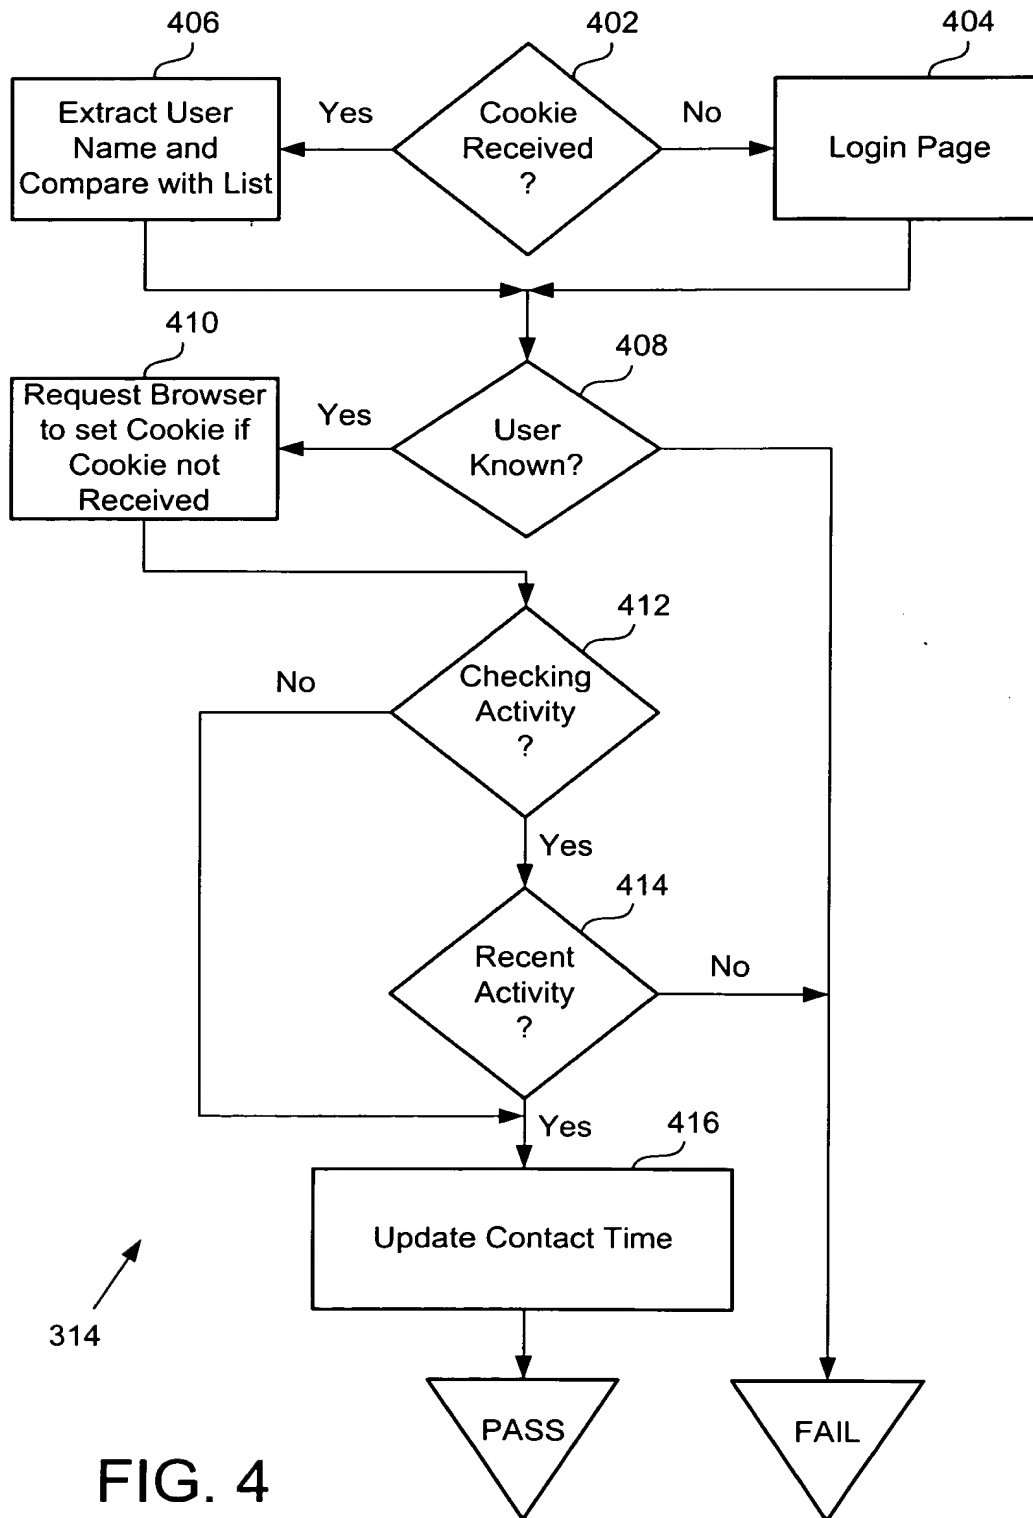 406
402
404
Extract User
Name and
Compare with List
Yes
Cookie
Received
?
No
Login Page
410
408
Request Browser
to set Cookie if
Cookie not
Received
Yes
User
Known?
412
No
Checking
Activity
?
Yes
414
Recent
Activity
?
No
Yes
416
Update Contact Time
314
PASS
FAIL
FIG. 4